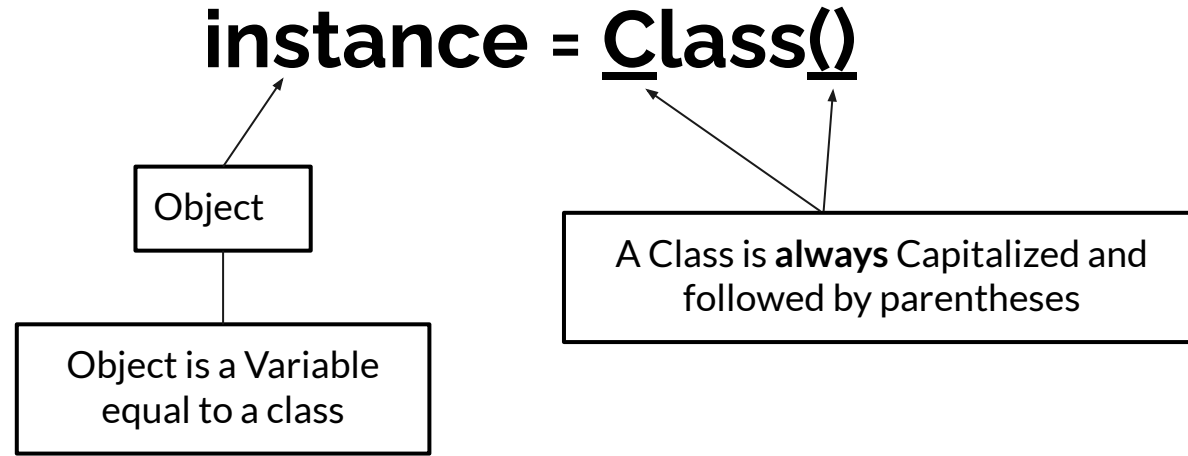 instance = Class()
Object
A Class is always Capitalized and
followed by parentheses
Object is a Variable
equal to a class